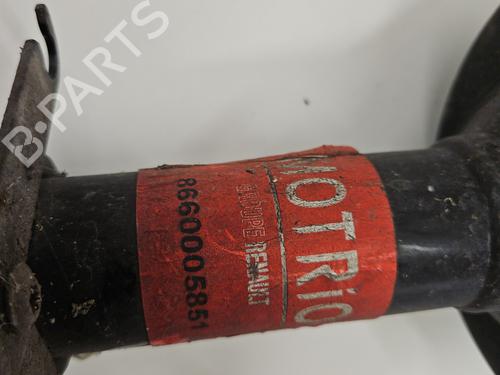 B-PARTS
MOTRIO
GROUPE RENAULT
8660005851